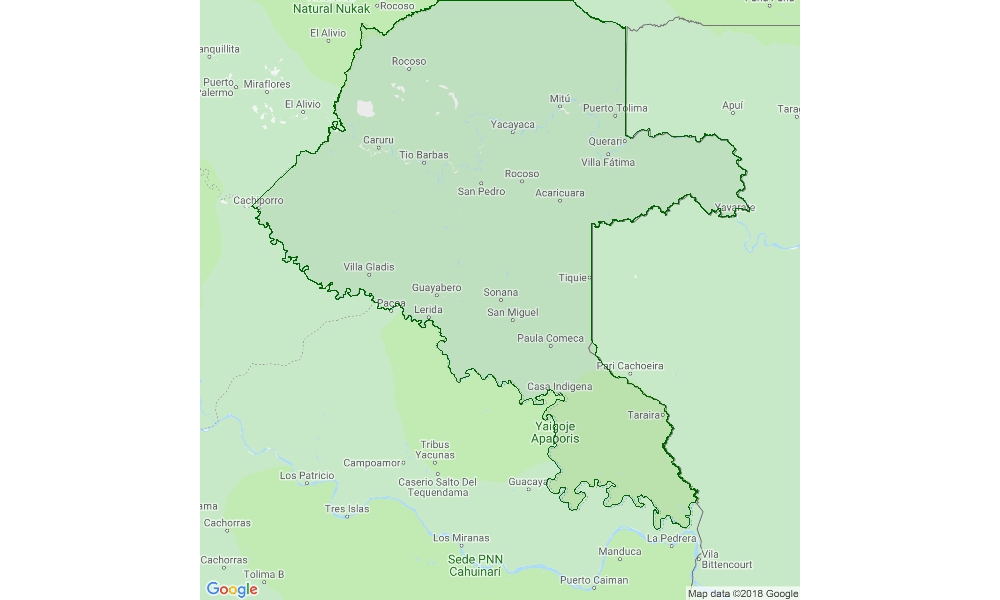 Natural Nukak
Rocoso
El Alivio
anquillita
Rocoso
Puerto
Palermo
Miraflores
El Alivio
Mitú
Puerto Tolima
Apuí
Yacayaca
Caruru
Querari
Tio Barbas
Villa Fátima
Rocoso
San Pedro
Acaricuara
Cachiporro
Yavarate
Villa Gladis
Tiquie
Guayabero
Sonana
Pacoa
Lerida
San Miguel
Paula Comeca
Pari Cachoeira
Casa Indigena
Taraira
Yaigoje
Apaporis
Tribus
Yacunas
Campoamor
Los Patricio
Caserio Salto Del
Tequendama
Guacaya
ama
Tres Islas
Cachorras
Los Miranas
La Pedrera
Manduca
Vila
Bittencourt
Sede PNN
Cahuinari
Cachorras
Tolima B
Puerto Caiman
Google
Map data ©2018 Google